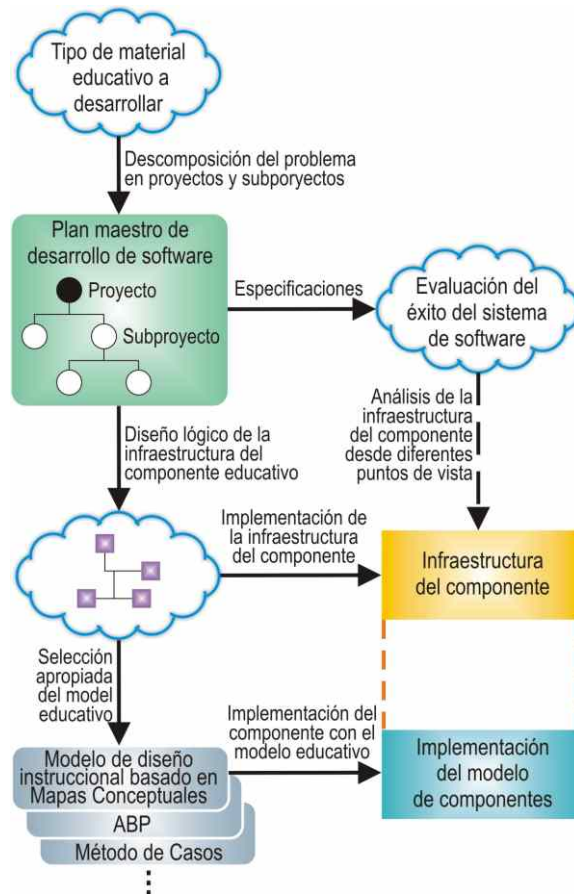 Tipo de material
educativo a
desarrollar
Descomposición del problema
en proyectos y subporyectos
Plan maestro de
desarrollo de software
Proyecto
Subproyecto
Especificaciones
Evaluación del
éxito del sistema
de software
Diseño lógico de la
infraestructura del
componente educativo
Análisis de la
infraestructura
del componente
desde diferentes
puntos de vista
Implementación de
la infraestructura
del componente
Infraestructura
del componente
Selección
apropiada
del model
educativo
Implementación del
componente con el
modelo educativo
Modelo de diseño
instruccional basado en
Mapas Conceptuales
ABP
Método de Casos
Implementación
del modelo
de componentes